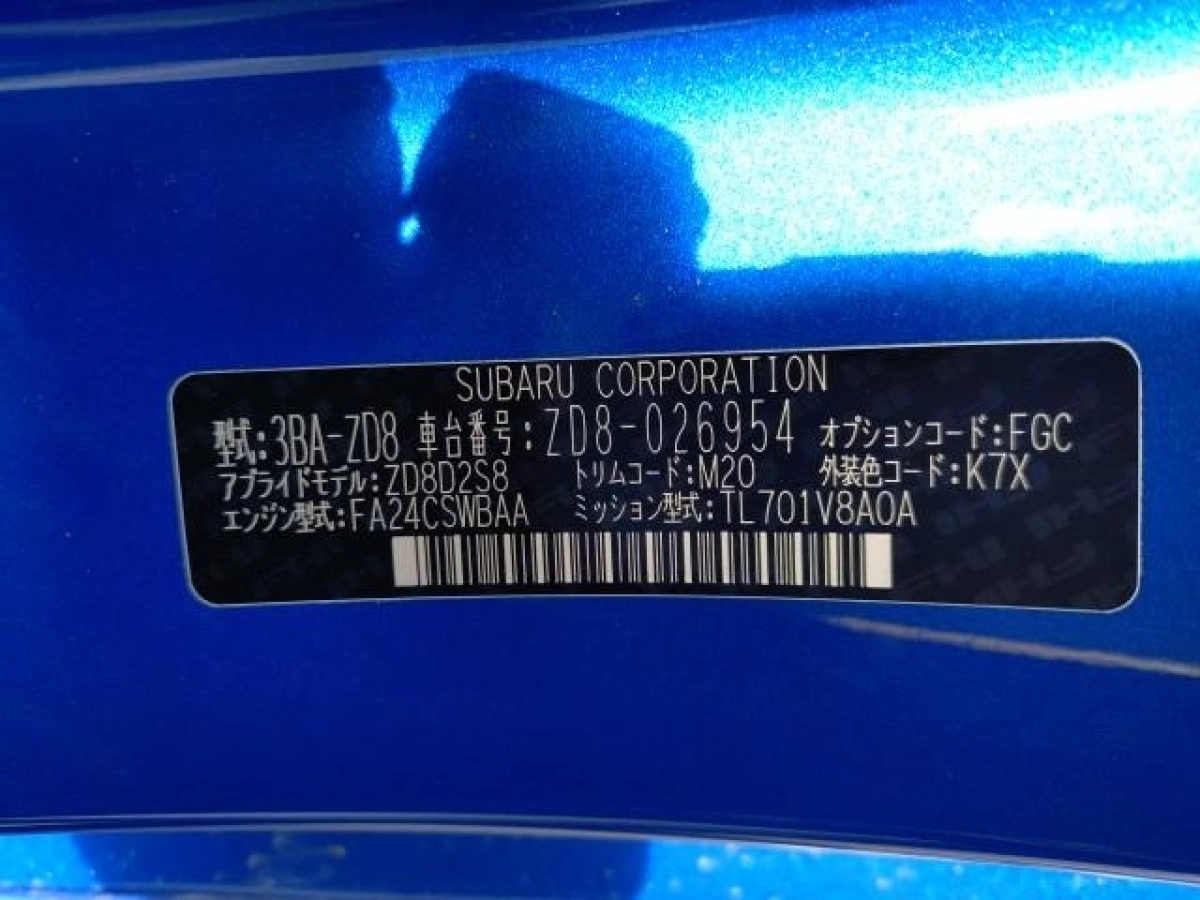 SUBARU CORPORATION
型式:3BA-ZD8 車台番号:ZD8-026954 オプションコード:FGC
アプライドモデル:ZD8D2S8 トリムコード:M20 外装色コード:K7X
エンジン型式:FA24CSWBAA ミッション型式:TL701V8A0A